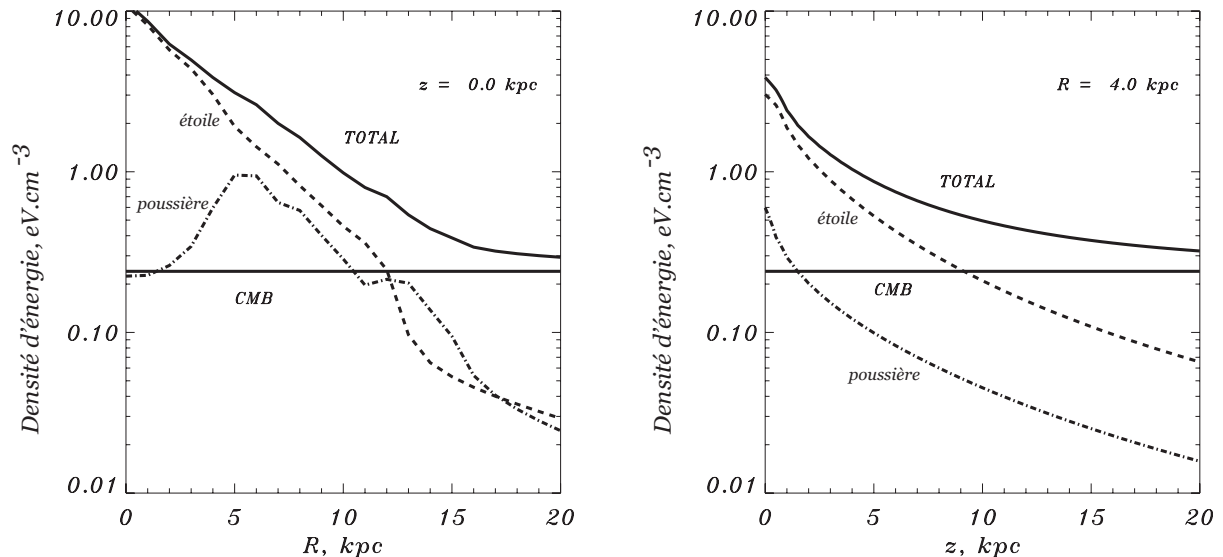 Densité d'énergie, eV.cm-3
10.00
1.00
0.10
0.01
z = 0.0 kpc
étoile
TOTAL
poussière
CMB
0 5 10 15 20
R, kpc
Densité d'énergie, eV.cm-3
10.00
1.00
0.10
0.01
R = 4.0 kpc
TOTAL
étoile
CMB
poussière
0 5 10 15 20
z, kpc